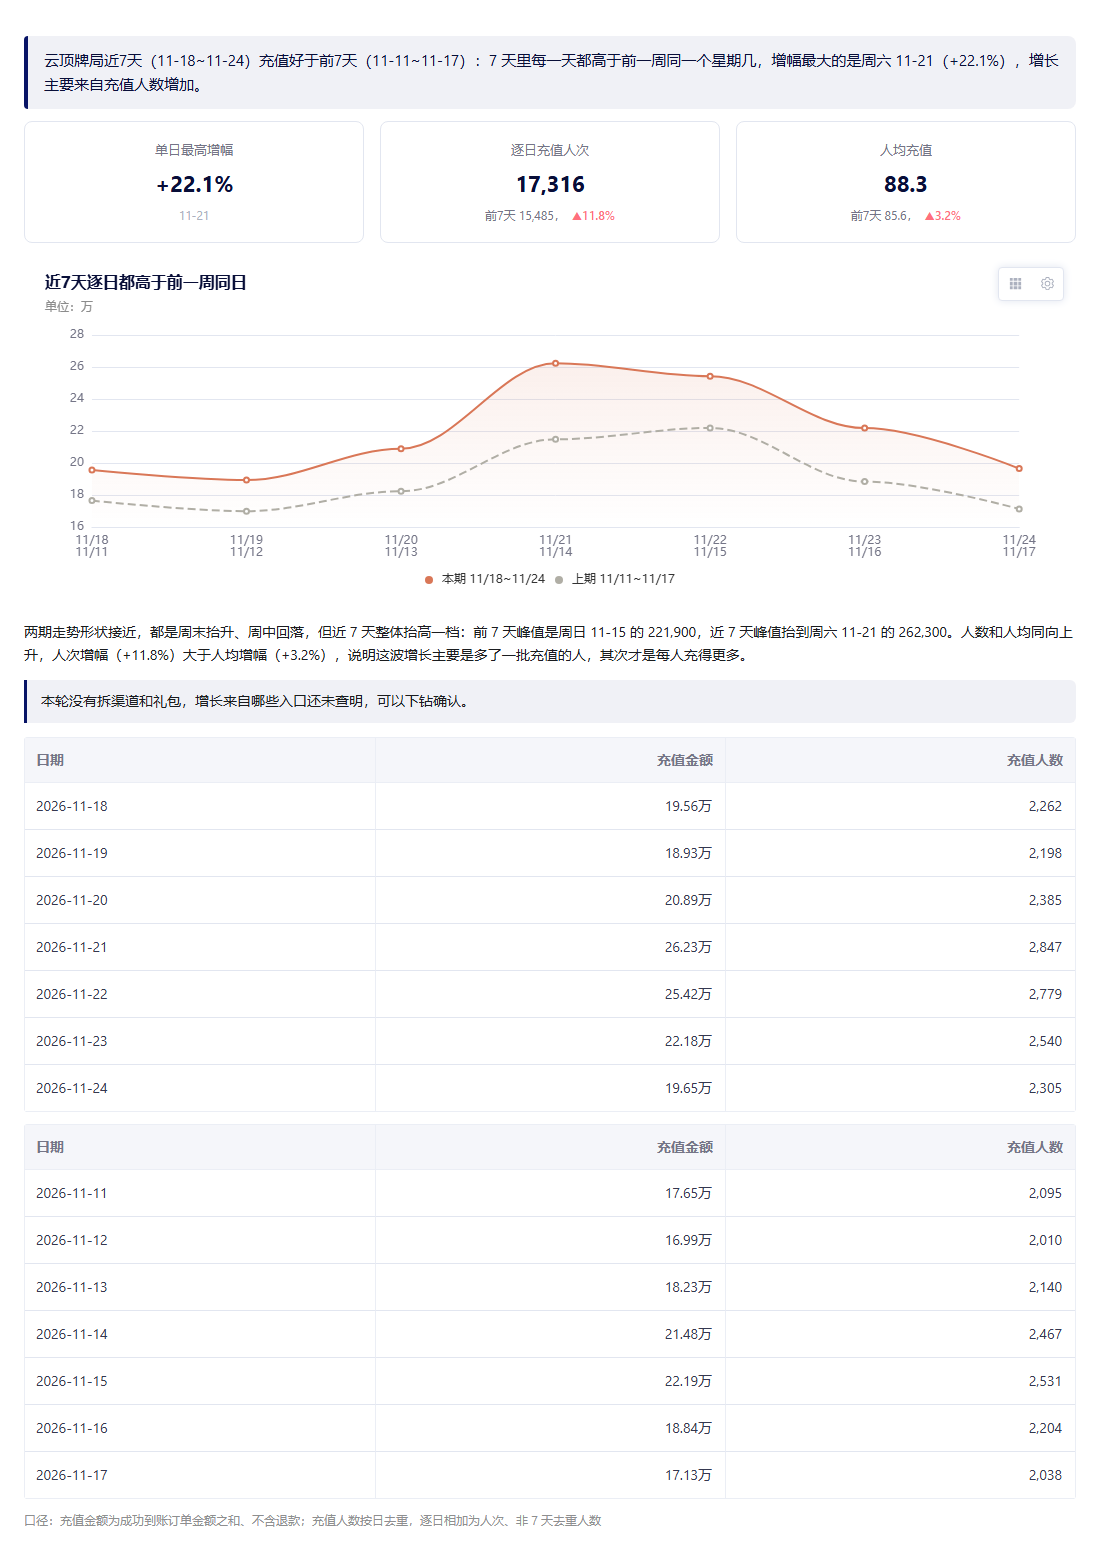 云顶牌局近7天（11-18~11-24）充值好于前7天（11-11~11-17）：7 天里每一天都高于前一周同一个星期几，增幅最大的是周六 11-21（+22.1%），增长
主要来自充值人数增加。
单日最高增幅
+22.1%
11-21
逐日充值人次
17,316
前7天 15,485， ▲11.8%
人均充值
88.3
前7天 85.6， ▲3.2%
近7天逐日都高于前一周同日
单位：万
28
26
24
22
20
18
16
11/18 11/19 11/20 11/21 11/22 11/23 11/24
11/11 11/12 11/13 11/14 11/15 11/16 11/17
本期 11/18~11/24 上期 11/11~11/17
两期走势形状接近，都是周末抬升、周中回落，但近 7 天整体抬高一档：前 7 天峰值是周日 11-15 的 221,900，近 7 天峰值抬到周六 11-21 的 262,300。人数和人均同向上
升，人次增幅（+11.8%）大于人均增幅（+3.2%），说明这波增长主要是多了一批充值的人，其次才是每人充得更多。
本轮没有拆渠道和礼包，增长来自哪些入口还未查明，可以下钻确认。
日期 充值金额 充值人数
2026-11-18 19.56万 2,262
2026-11-19 18.93万 2,198
2026-11-20 20.89万 2,385
2026-11-21 26.23万 2,847
2026-11-22 25.42万 2,779
2026-11-23 22.18万 2,540
2026-11-24 19.65万 2,305
日期 充值金额 充值人数
2026-11-11 17.65万 2,095
2026-11-12 16.99万 2,010
2026-11-13 18.23万 2,140
2026-11-14 21.48万 2,467
2026-11-15 22.19万 2,531
2026-11-16 18.84万 2,204
2026-11-17 17.13万 2,038
口径：充值金额为成功到账订单金额之和、不含退款；充值人数按日去重，逐日相加为人次、非 7 天去重人数